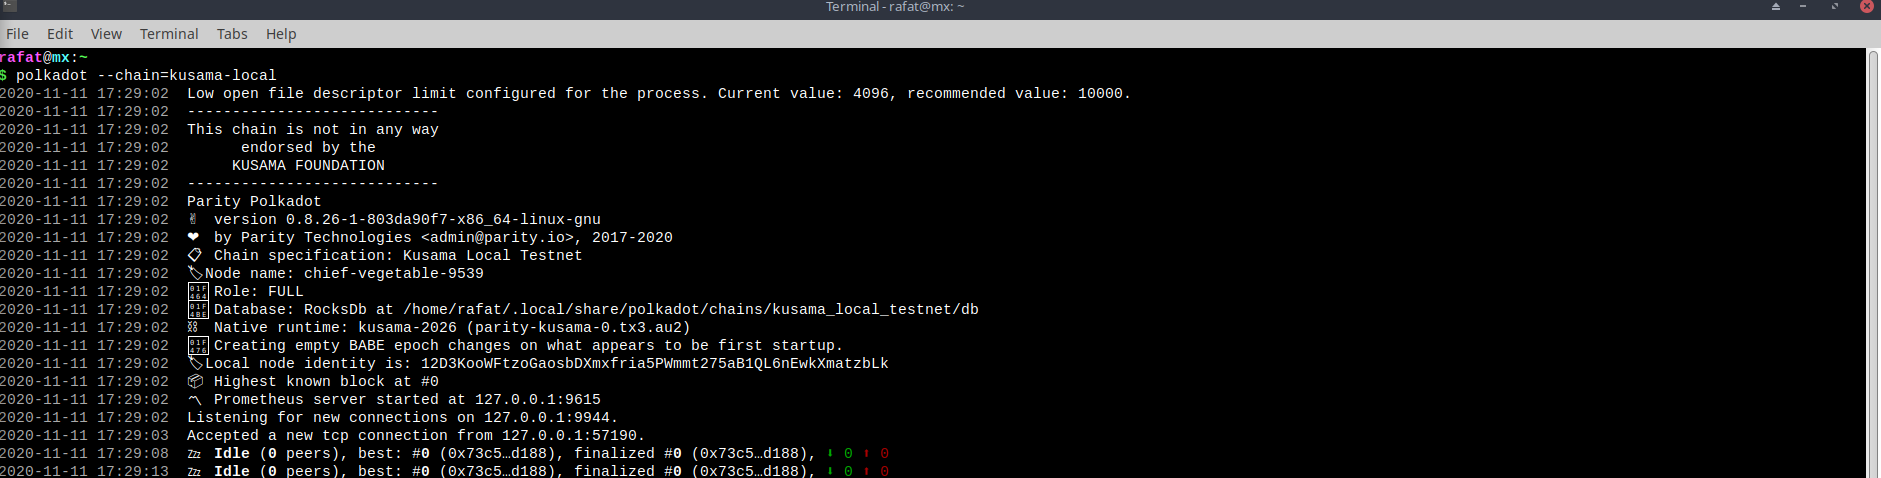 Terminal - rafat@mx: ~
File Edit View Terminal Tabs Help
rafat@mx:~
$ polkadot --chain=kusama-local
2020-11-11 17:29:02 Low open file descriptor limit configured for the process. Current value: 4096, recommended value: 10000.
2020-11-11 17:29:02 ----------------------------
2020-11-11 17:29:02 This chain is not in any way
2020-11-11 17:29:02       endorsed by the
2020-11-11 17:29:02      KUSAMA FOUNDATION
2020-11-11 17:29:02 ----------------------------
2020-11-11 17:29:02 Parity Polkadot
2020-11-11 17:29:02 ✌ version 0.8.26-1-803da90f7-x86_64-linux-gnu
2020-11-11 17:29:02 ❤ by Parity Technologies <admin@parity.io>, 2017-2020
2020-11-11 17:29:02 📋 Chain specification: Kusama Local Testnet
2020-11-11 17:29:02 🏷Node name: chief-vegetable-9539
2020-11-11 17:29:02 👤 Role: FULL
2020-11-11 17:29:02 💾 Database: RocksDb at /home/rafat/.local/share/polkadot/chains/kusama_local_testnet/db
2020-11-11 17:29:02 ⛓ Native runtime: kusama-2026 (parity-kusama-0.tx3.au2)
2020-11-11 17:29:02 👶 Creating empty BABE epoch changes on what appears to be first startup.
2020-11-11 17:29:02 🏷Local node identity is: 12D3KooWFtzoGaosbDXmxfria5PWmmt275aB1QL6nEwkXmatzbLk
2020-11-11 17:29:02 📦 Highest known block at #0
2020-11-11 17:29:02 〽 Prometheus server started at 127.0.0.1:9615
2020-11-11 17:29:02 Listening for new connections on 127.0.0.1:9944.
2020-11-11 17:29:03 Accepted a new tcp connection from 127.0.0.1:57190.
2020-11-11 17:29:08 💤 Idle (0 peers), best: #0 (0x73c5…d188), finalized #0 (0x73c5…d188), ⬇ 0 ⬆ 0
2020-11-11 17:29:13 💤 Idle (0 peers), best: #0 (0x73c5…d188), finalized #0 (0x73c5…d188), ⬇ 0 ⬆ 0